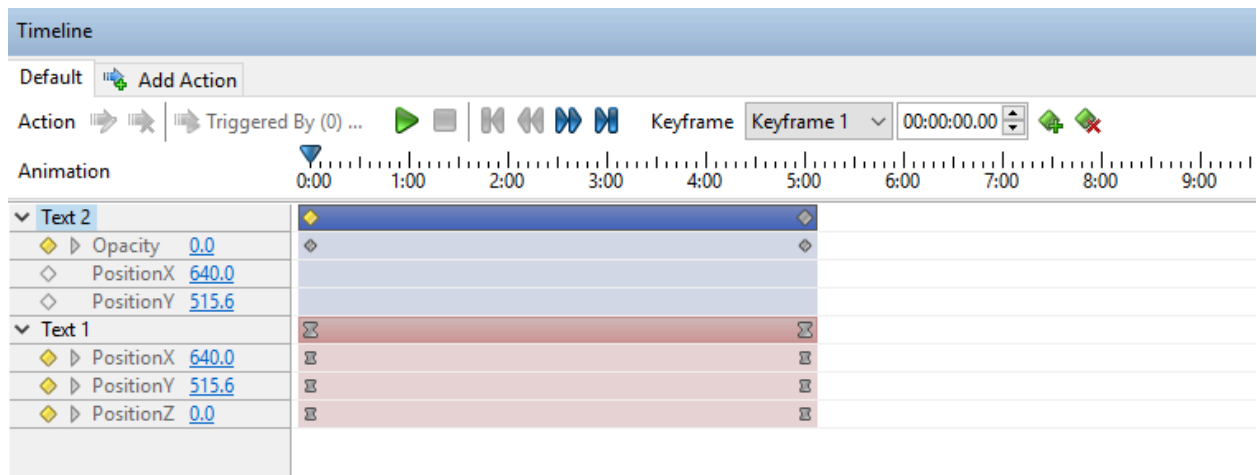 Timeline
Default Add Action
Action Triggered By (0) ... Keyframe Keyframe 1 00:00:00.00
Animation 0:00 1:00 2:00 3:00 4:00 5:00 6:00 7:00 8:00 9:00
Text 2
Opacity 0.0
PositionX 640.0
PositionY 515.6
Text 1
PositionX 640.0
PositionY 515.6
PositionZ 0.0